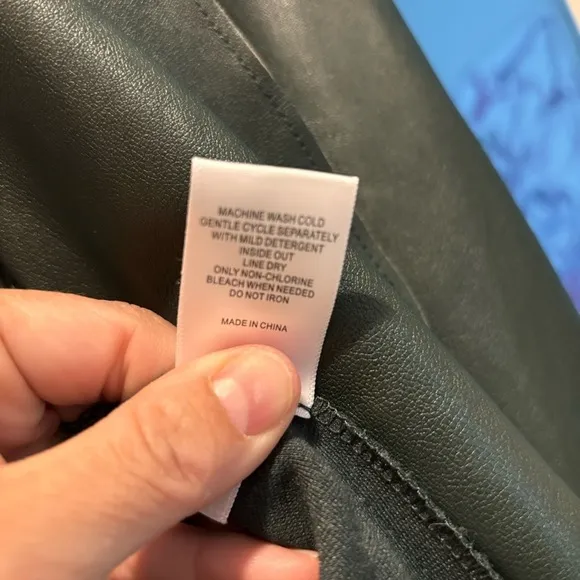 MACHINE WASH COLD
GENTLE CYCLE SEPARATELY
WITH MILD DETERGENT
INSIDE OUT
LINE DRY
ONLY NON-CHLORINE
BLEACH WHEN NEEDED
DO NOT IRON
MADE IN CHINA